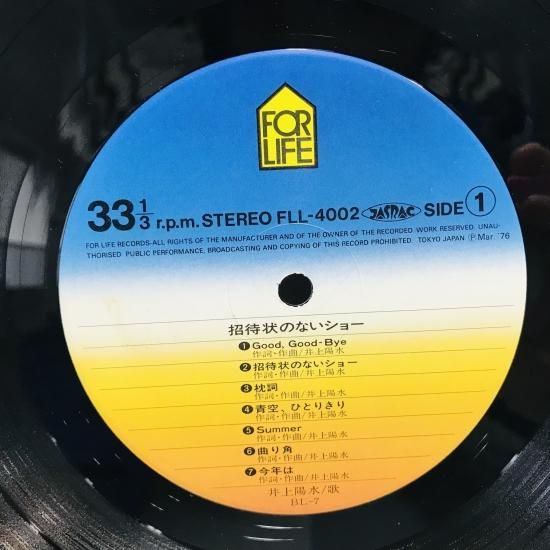 FOR
LIFE
33 1/3 r.p.m. STEREO FLL-4002 JASRAC SIDE 1
FOR LIFE RECORDS-ALL RIGHTS OF THE MANUFACTURER AND OF THE OWNER OF THE RECORDED WORK RESERVED. UNAU-
THORISED PUBLIC PERFORMANCE, BROADCASTING AND COPYING OF THIS RECORD PROHIBITED. TOKYO JAPAN Ⓟ Mar. '76
招待状のないショー
❶ Good, Good-Bye
作詞・作曲/井上陽水
❷ 招待状のないショー
作詞・作曲/井上陽水
❸ 枕詞
作詞・作曲/井上陽水
❹ 青空、ひとりきり
作詞・作曲/井上陽水
❺ Summer
作詞・作曲/井上陽水
❻ 曲り角
作詞・作曲/井上陽水
❼ 今年は
作詞・作曲/井上陽水
井上陽水/歌
BL-7